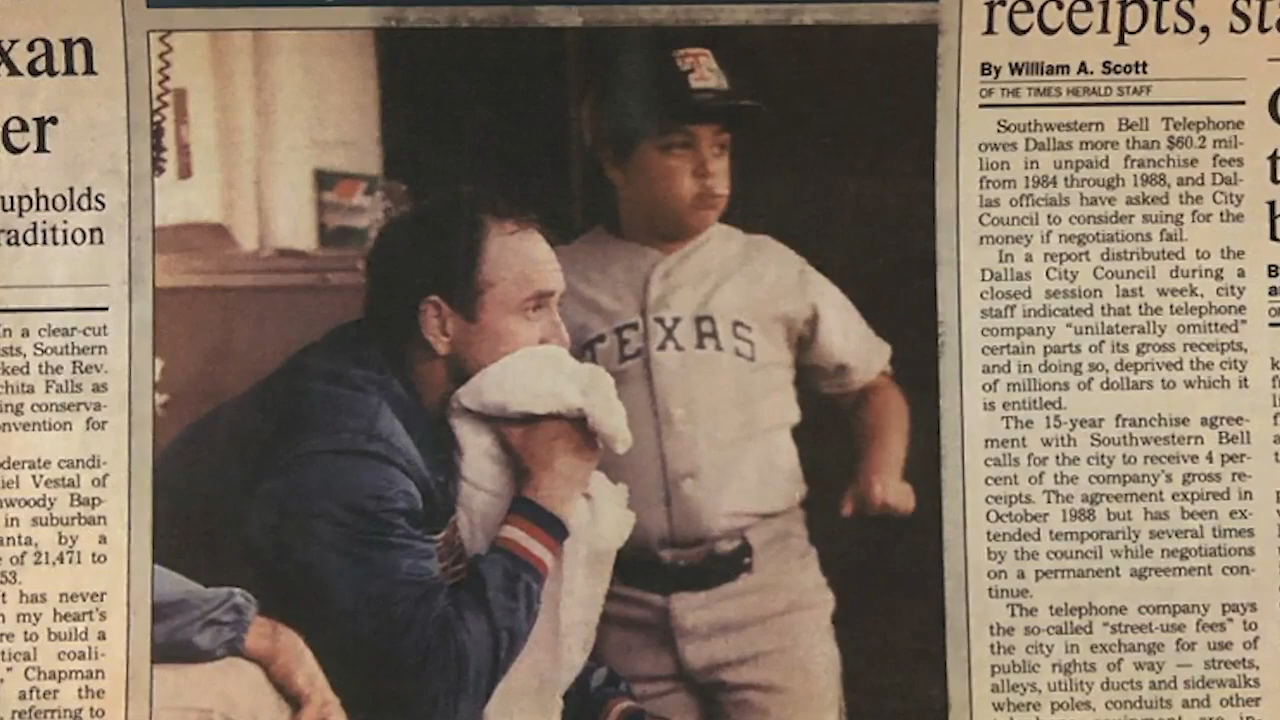 xan
er
upholds
radition
In a clear-cut
sts, Southern
ked the Rev.
chita Falls as
ing conserva-
nvention for
derate candi-
iel Vestal of
nwoody Bap-
in suburban
anta, by a
e of 21,471 to
53.
't has never
n my heart's
re to build a
tical coali-
," Chapman
after the
, referring to
T
TEXAS
receipts, sta
By William A. Scott
OF THE TIMES HERALD STAFF
Southwestern Bell Telephone
owes Dallas more than $60.2 mil-
lion in unpaid franchise fees
from 1984 through 1988, and Dal-
las officials have asked the City
Council to consider suing for the
money if negotiations fail.
In a report distributed to the
Dallas City Council during a
closed session last week, city
staff indicated that the telephone
company "unilaterally omitted"
certain parts of its gross receipts,
and in doing so, deprived the city
of millions of dollars to which it
is entitled.
The 15-year franchise agree-
ment with Southwestern Bell
calls for the city to receive 4 per-
cent of the company's gross re-
ceipts. The agreement expired in
October 1988 but has been ex-
tended temporarily several times
by the council while negotiations
on a permanent agreement con-
tinue.
The telephone company pays
the so-called "street-use fees" to
the city in exchange for use of
public rights of way — streets,
alleys, utility ducts and sidewalks
where poles, conduits and other